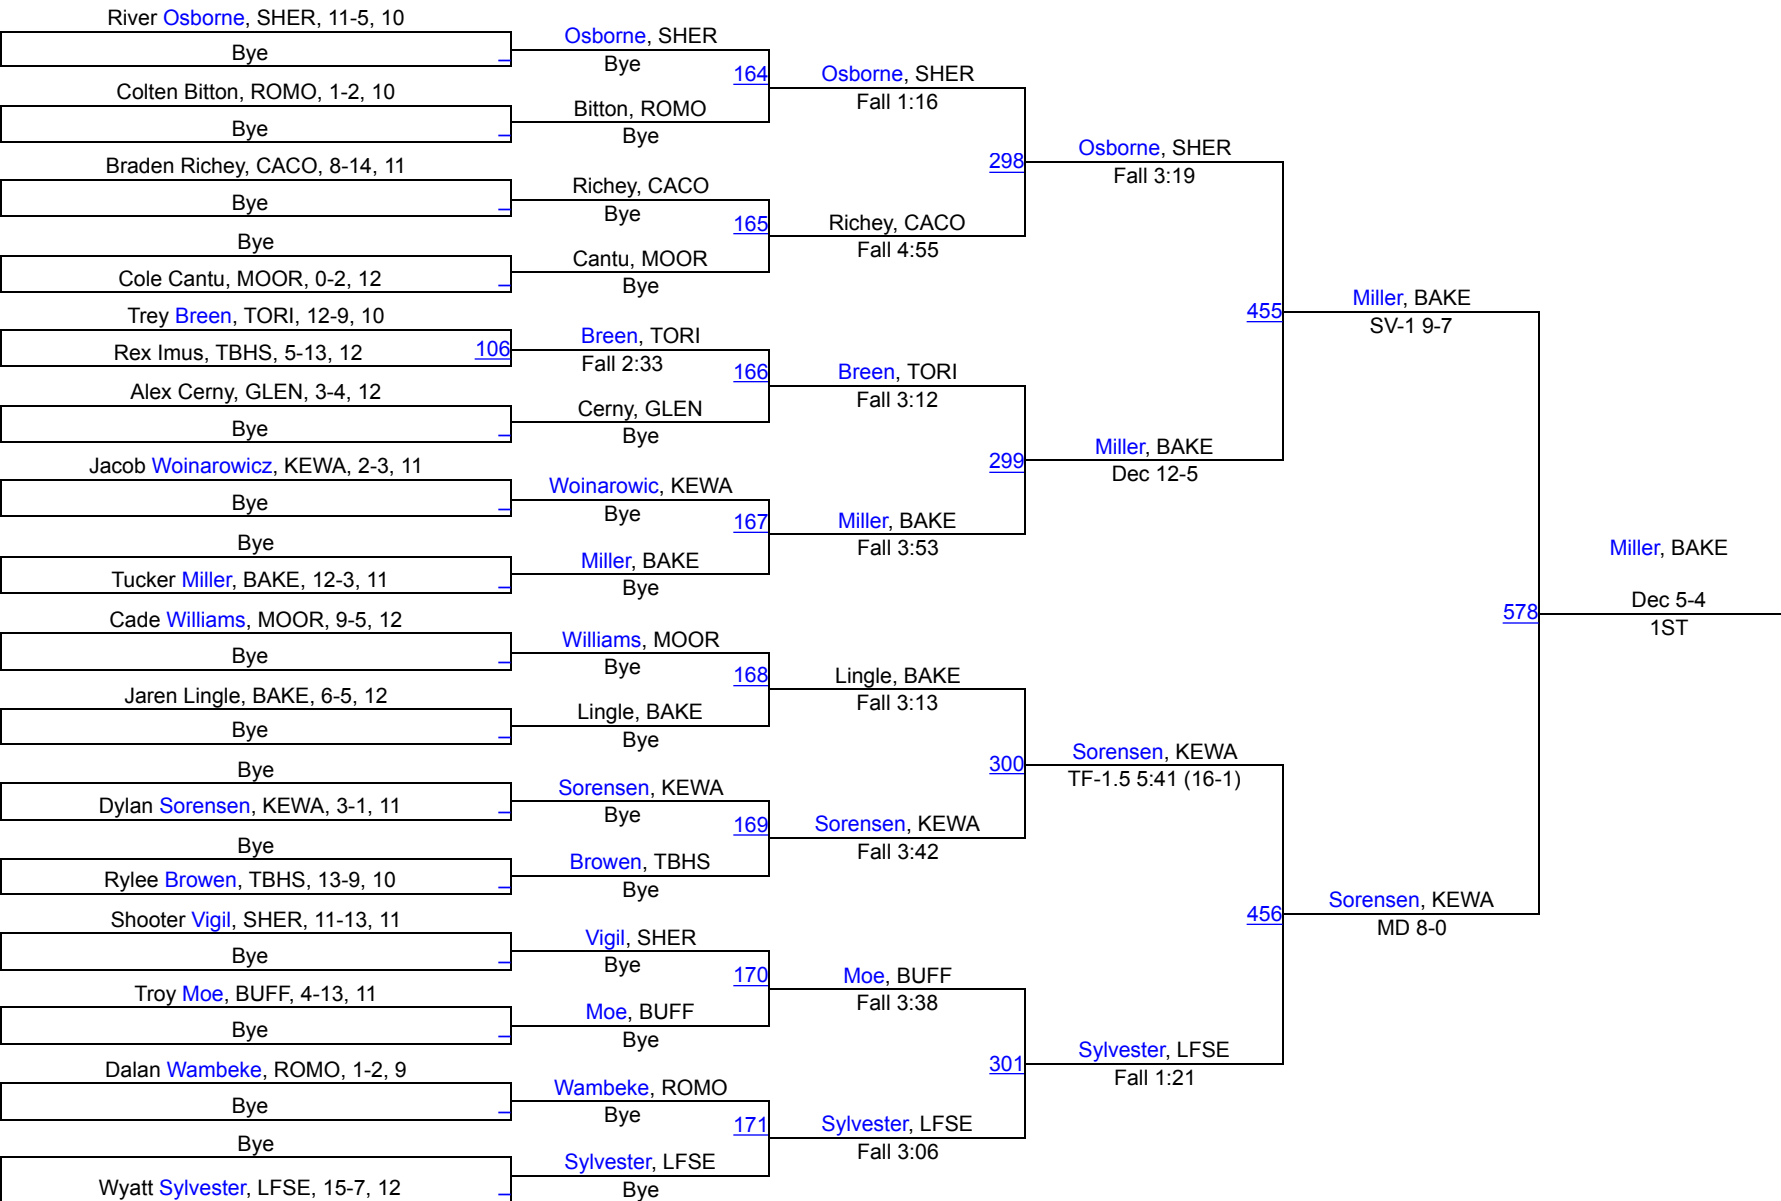 River Osborne, SHER, 11-5, 10
Bye
Colten Bitton, ROMO, 1-2, 10
Bye
Braden Richey, CACO, 8-14, 11
Bye
Bye
Cole Cantu, MOOR, 0-2, 12
Trey Breen, TORI, 12-9, 10
Rex Imus, TBHS, 5-13, 12
106
Alex Cerny, GLEN, 3-4, 12
Bye
Jacob Woinarowicz, KEWA, 2-3, 11
Bye
Bye
Tucker Miller, BAKE, 12-3, 11
Cade Williams, MOOR, 9-5, 12
Bye
Jaren Lingle, BAKE, 6-5, 12
Bye
Bye
Dylan Sorensen, KEWA, 3-1, 11
Bye
Rylee Browen, TBHS, 13-9, 10
Shooter Vigil, SHER, 11-13, 11
Bye
Troy Moe, BUFF, 4-13, 11
Bye
Dalan Wambeke, ROMO, 1-2, 9
Bye
Bye
Wyatt Sylvester, LFSE, 15-7, 12
Osborne, SHER
Bye
164
Bitton, ROMO
Bye
Richey, CACO
Bye
165
Cantu, MOOR
Bye
Breen, TORI
Fall 2:33
166
Cerny, GLEN
Bye
Woinarowic, KEWA
Bye
167
Miller, BAKE
Bye
Williams, MOOR
Bye
168
Lingle, BAKE
Bye
Sorensen, KEWA
Bye
169
Browen, TBHS
Bye
Vigil, SHER
Bye
170
Moe, BUFF
Bye
Wambeke, ROMO
Bye
171
Sylvester, LFSE
Bye
Osborne, SHER
Fall 1:16
298
Richey, CACO
Fall 4:55
Breen, TORI
Fall 3:12
299
Miller, BAKE
Fall 3:53
Lingle, BAKE
Fall 3:13
300
Sorensen, KEWA
Fall 3:42
Moe, BUFF
Fall 3:38
301
Sylvester, LFSE
Fall 3:06
Osborne, SHER
Fall 3:19
455
Miller, BAKE
Dec 12-5
Sorensen, KEWA
TF-1.5 5:41 (16-1)
456
Sylvester, LFSE
Fall 1:21
Miller, BAKE
SV-1 9-7
578
Sorensen, KEWA
MD 8-0
Miller, BAKE
Dec 5-4
1ST